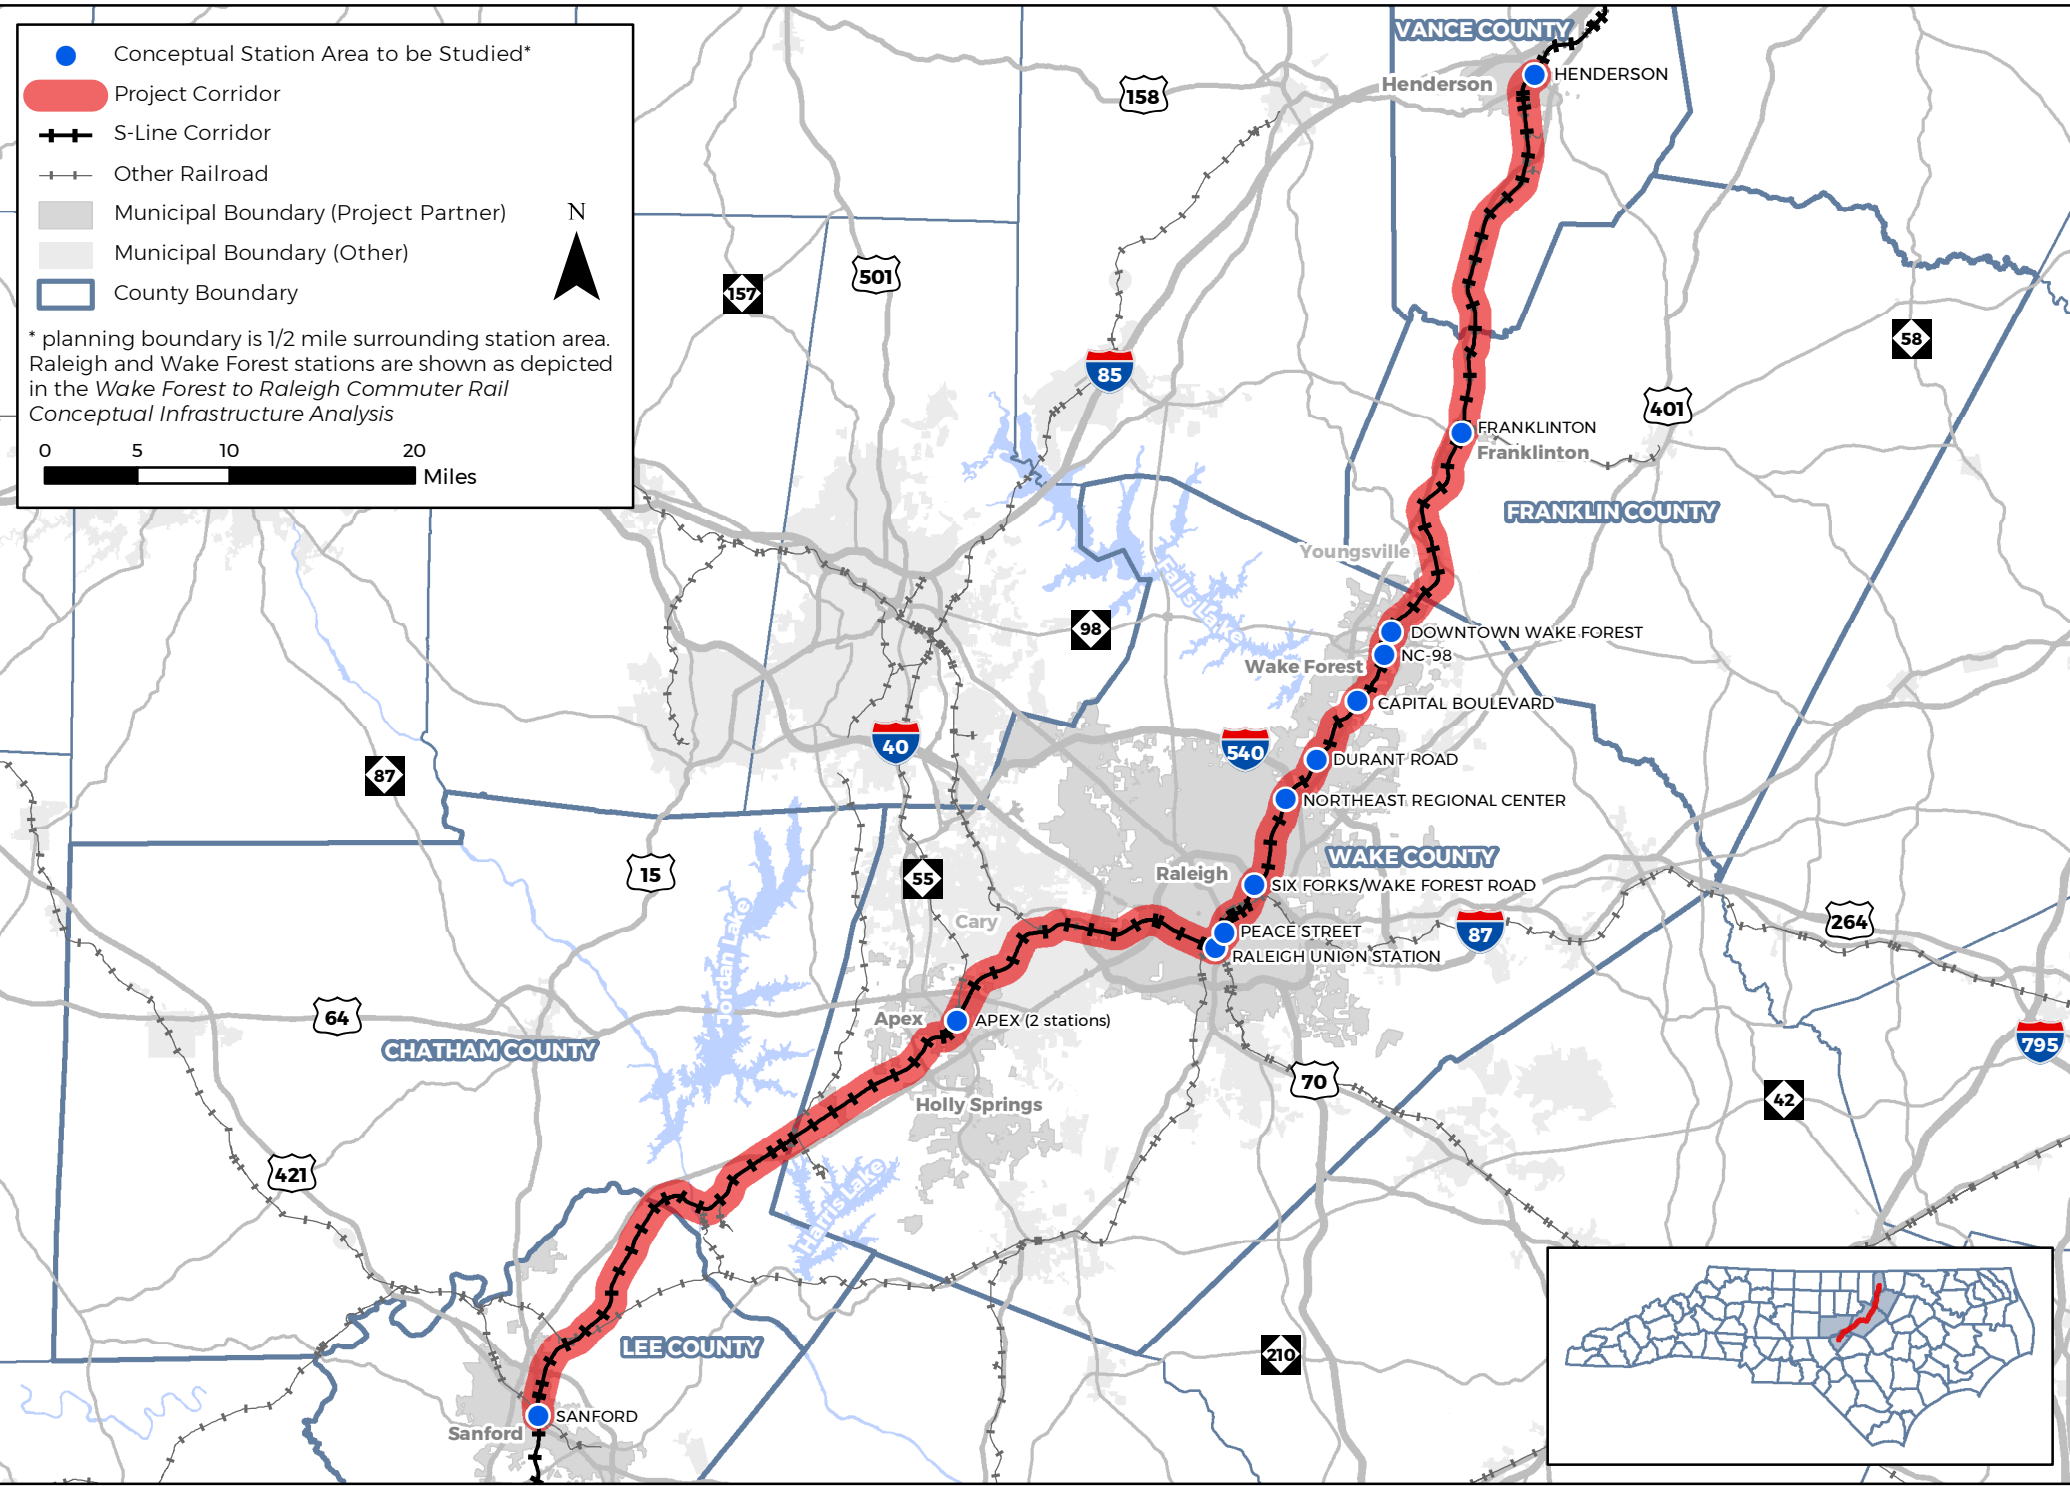 Conceptual Station Area to be Studied*
Project Corridor
S-Line Corridor
Other Railroad
Municipal Boundary (Project Partner)
Municipal Boundary (Other)
County Boundary
N
* planning boundary is 1/2 mile surrounding station area.
Raleigh and Wake Forest stations are shown as depicted
in the Wake Forest to Raleigh Commuter Rail
Conceptual Infrastructure Analysis
0 5 10 20
Miles
VANCE COUNTY
Henderson
HENDERSON
158
157
501
85
58
401
FRANKLINTON
Franklinton
FRANKLIN COUNTY
Youngsville
Falls Lake
98
DOWNTOWN WAKE FOREST
NC-98
Wake Forest
CAPITAL BOULEVARD
40
540
DURANT ROAD
87
NORTHEAST REGIONAL CENTER
15
55
Raleigh
WAKE COUNTY
SIX FORKS/WAKE FOREST ROAD
Cary
PEACE STREET
87
264
RALEIGH UNION STATION
Jordan Lake
64
Apex
APEX (2 stations)
CHATHAM COUNTY
795
70
42
Holly Springs
421
Harris Lake
LEE COUNTY
210
SANFORD
Sanford